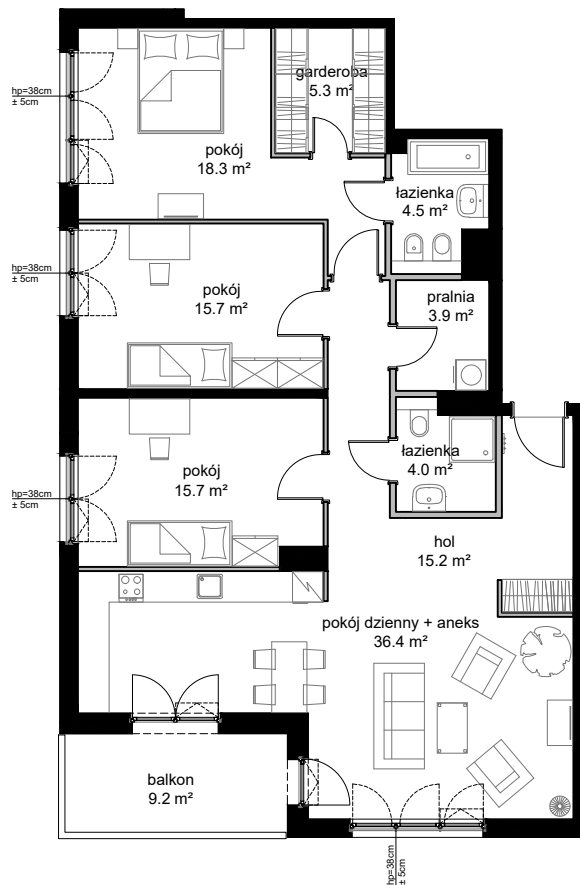 garderoba
5.3 m²
hp=38cm
± 5cm
pokój
18.3 m²
łazienka
4.5 m²
hp=38cm
± 5cm
pokój
15.7 m²
pralnia
3.9 m²
łazienka
4.0 m²
pokój
15.7 m²
hp=38cm
± 5cm
hol
15.2 m²
pokój dzienny + aneks
36.4 m²
balkon
9.2 m²
hp=38cm
± 5cm